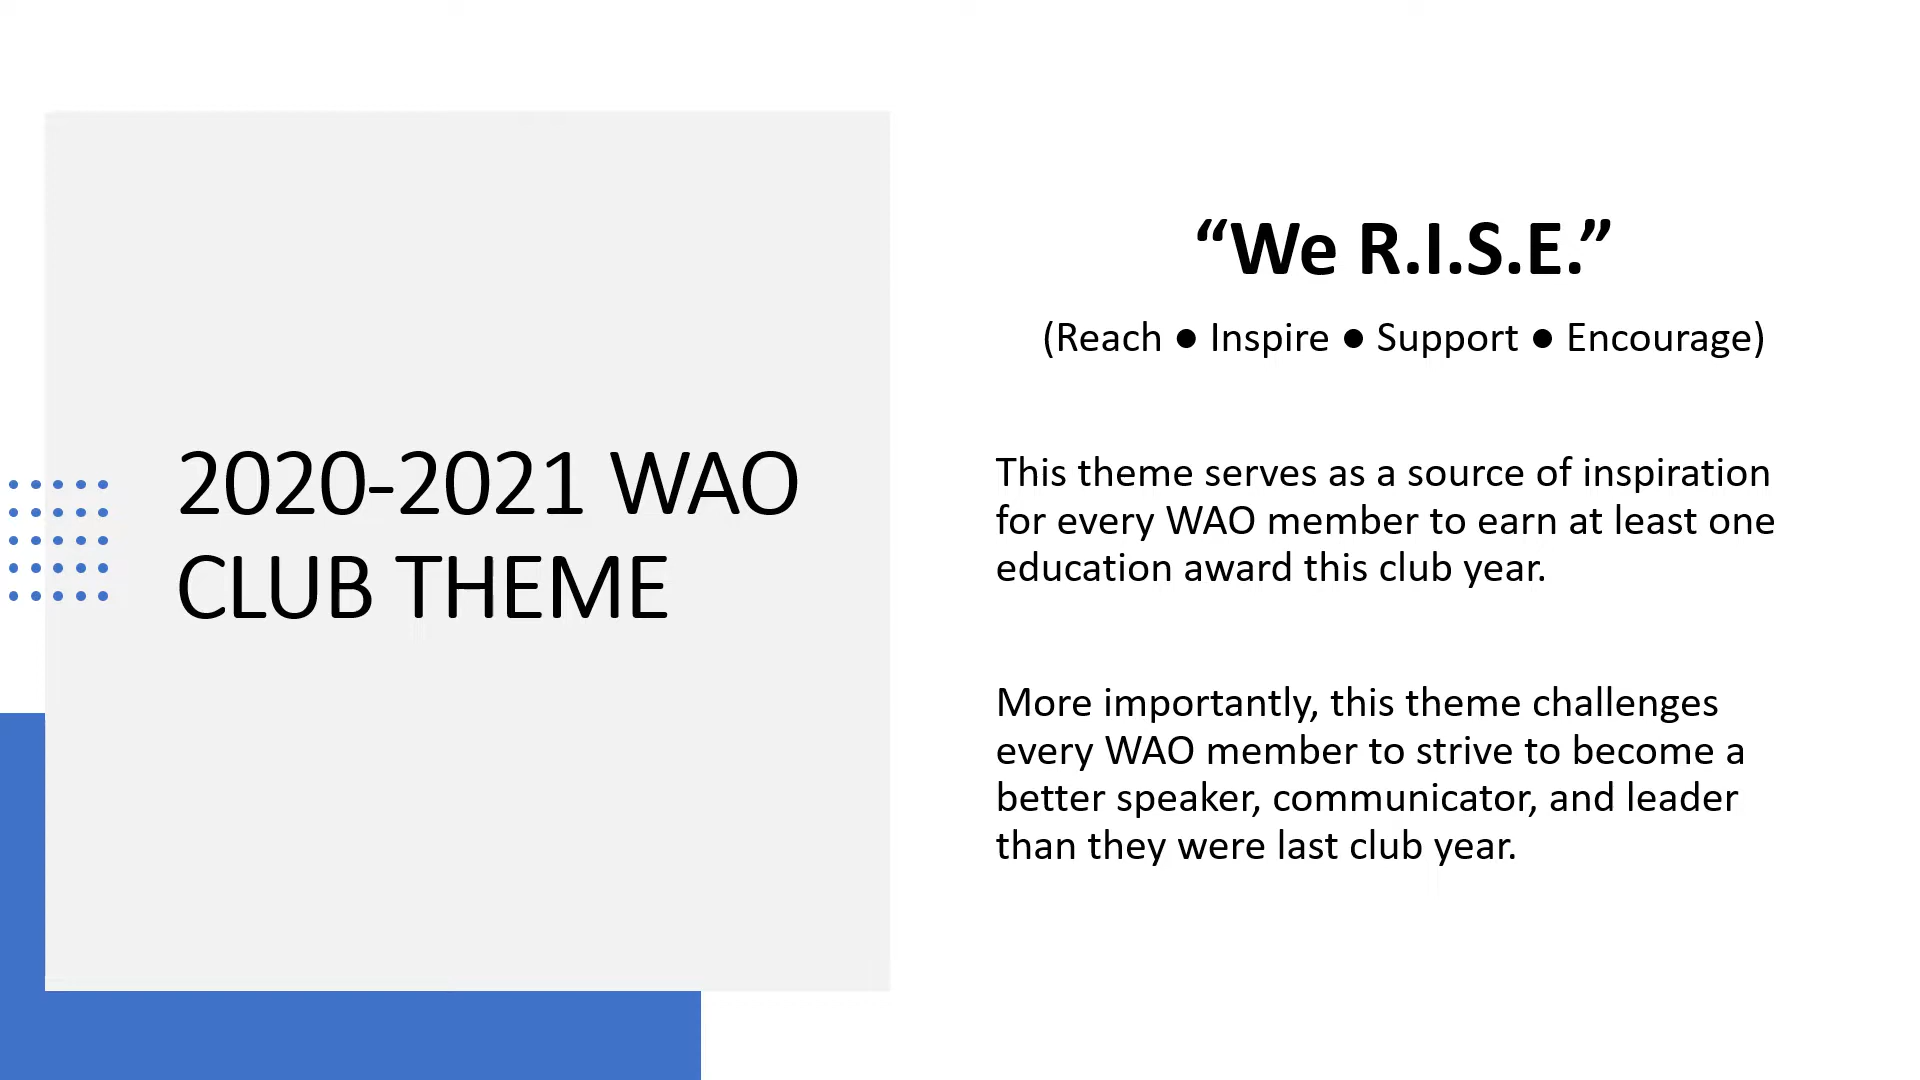 2020-2021 WAO
CLUB THEME
“We R.I.S.E.”
(Reach ● Inspire ● Support ● Encourage)
This theme serves as a source of inspiration
for every WAO member to earn at least one
education award this club year.
More importantly, this theme challenges
every WAO member to strive to become a
better speaker, communicator, and leader
than they were last club year.